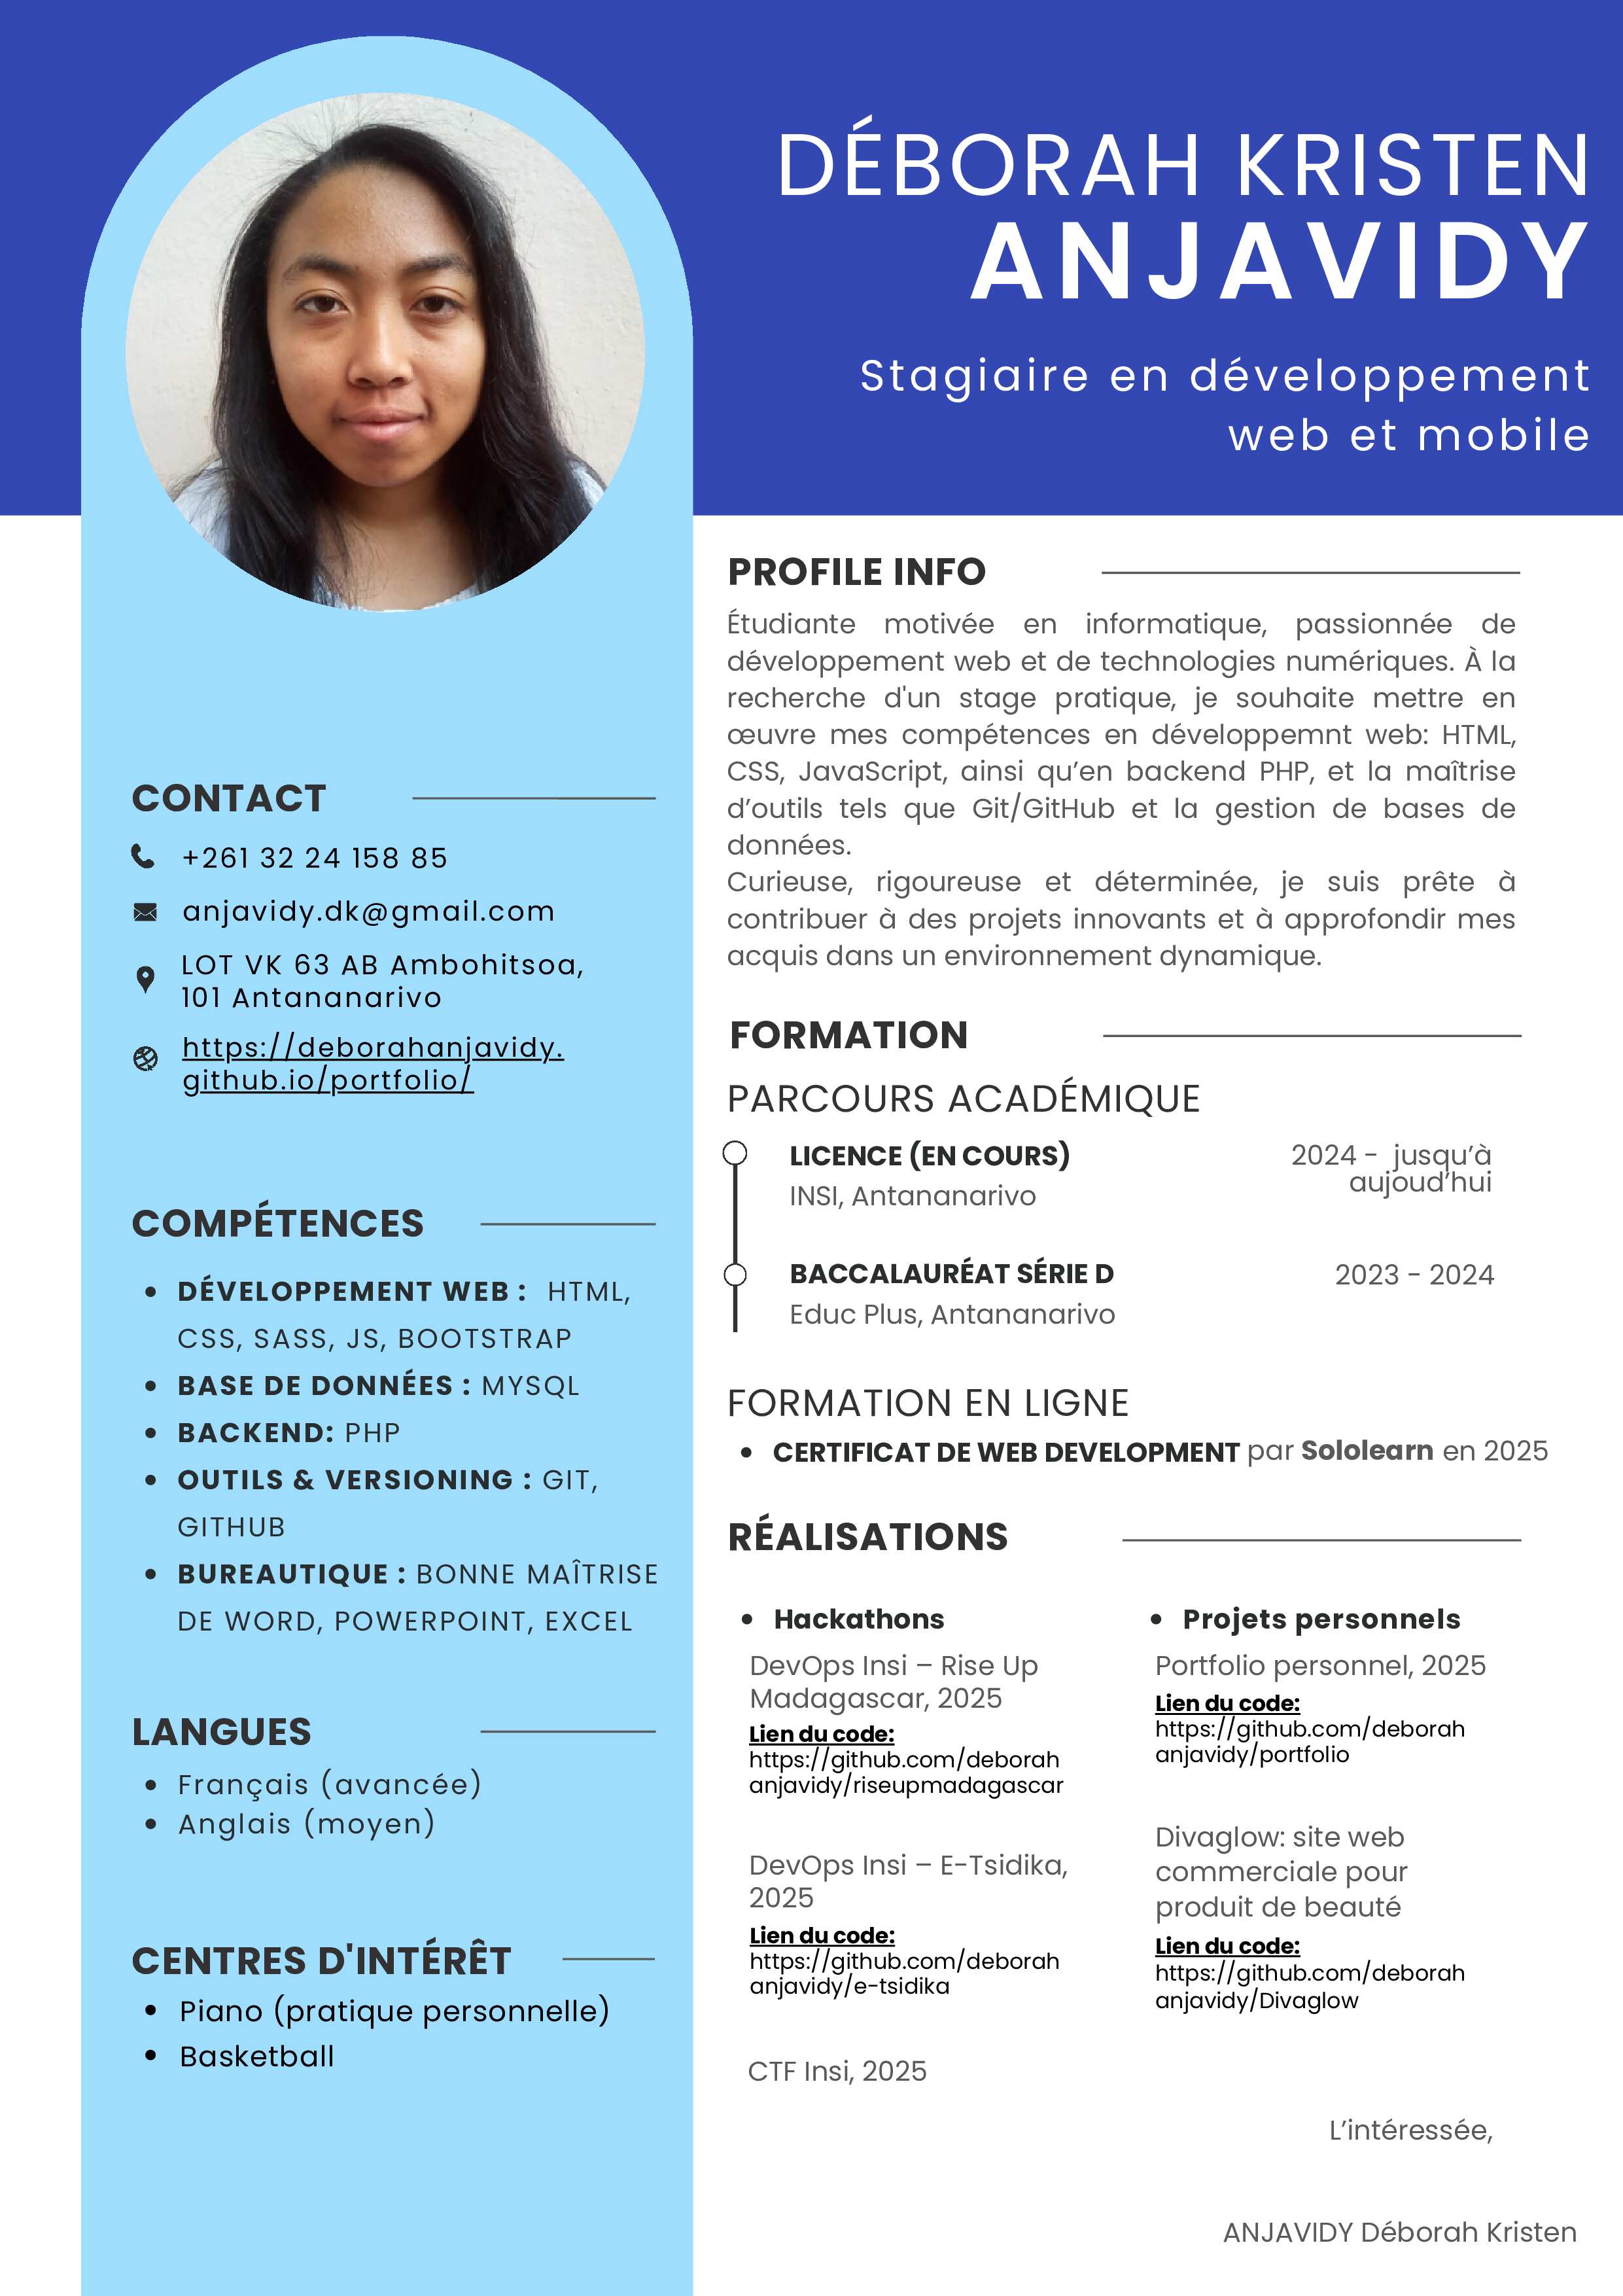 DÉBORAH KRISTEN
ANJAVIDY
Stagiaire en développement
web et mobile
CONTACT
+261 32 24 158 85
anjavidy.dk@gmail.com
LOT VK 63 AB Ambohitsoa,
101 Antananarivo
https://deborahanjavidy.
github.io/portfolio/
COMPÉTENCES
• DÉVELOPPEMENT WEB : HTML,
CSS, SASS, JS, BOOTSTRAP
• BASE DE DONNÉES : MYSQL
• BACKEND: PHP
• OUTILS & VERSIONING : GIT,
GITHUB
• BUREAUTIQUE : BONNE MAÎTRISE
DE WORD, POWERPOINT, EXCEL
LANGUES
• Français (avancée)
• Anglais (moyen)
CENTRES D'INTÉRÊT
• Piano (pratique personnelle)
• Basketball
PROFILE INFO
Étudiante motivée en informatique, passionnée de
développement web et de technologies numériques. À la
recherche d'un stage pratique, je souhaite mettre en
œuvre mes compétences en développemnt web: HTML,
CSS, JavaScript, ainsi qu’en backend PHP, et la maîtrise
d’outils tels que Git/GitHub et la gestion de bases de
données.
Curieuse, rigoureuse et déterminée, je suis prête à
contribuer à des projets innovants et à approfondir mes
acquis dans un environnement dynamique.
FORMATION
PARCOURS ACADÉMIQUE
LICENCE (EN COURS)
INSI, Antananarivo
2024 - jusqu’à
aujoud’hui
BACCALAURÉAT SÉRIE D
Educ Plus, Antananarivo
2023 - 2024
FORMATION EN LIGNE
• CERTIFICAT DE WEB DEVELOPMENT par Sololearn en 2025
RÉALISATIONS
• Hackathons
DevOps Insi – Rise Up
Madagascar, 2025
Lien du code:
https://github.com/deborah
anjavidy/riseupmadagascar
DevOps Insi – E-Tsidika,
2025
Lien du code:
https://github.com/deborah
anjavidy/e-tsidika
CTF Insi, 2025
• Projets personnels
Portfolio personnel, 2025
Lien du code:
https://github.com/deborah
anjavidy/portfolio
Divaglow: site web
commerciale pour
produit de beauté
Lien du code:
https://github.com/deborah
anjavidy/Divaglow
L’intéressée,
ANJAVIDY Déborah Kristen